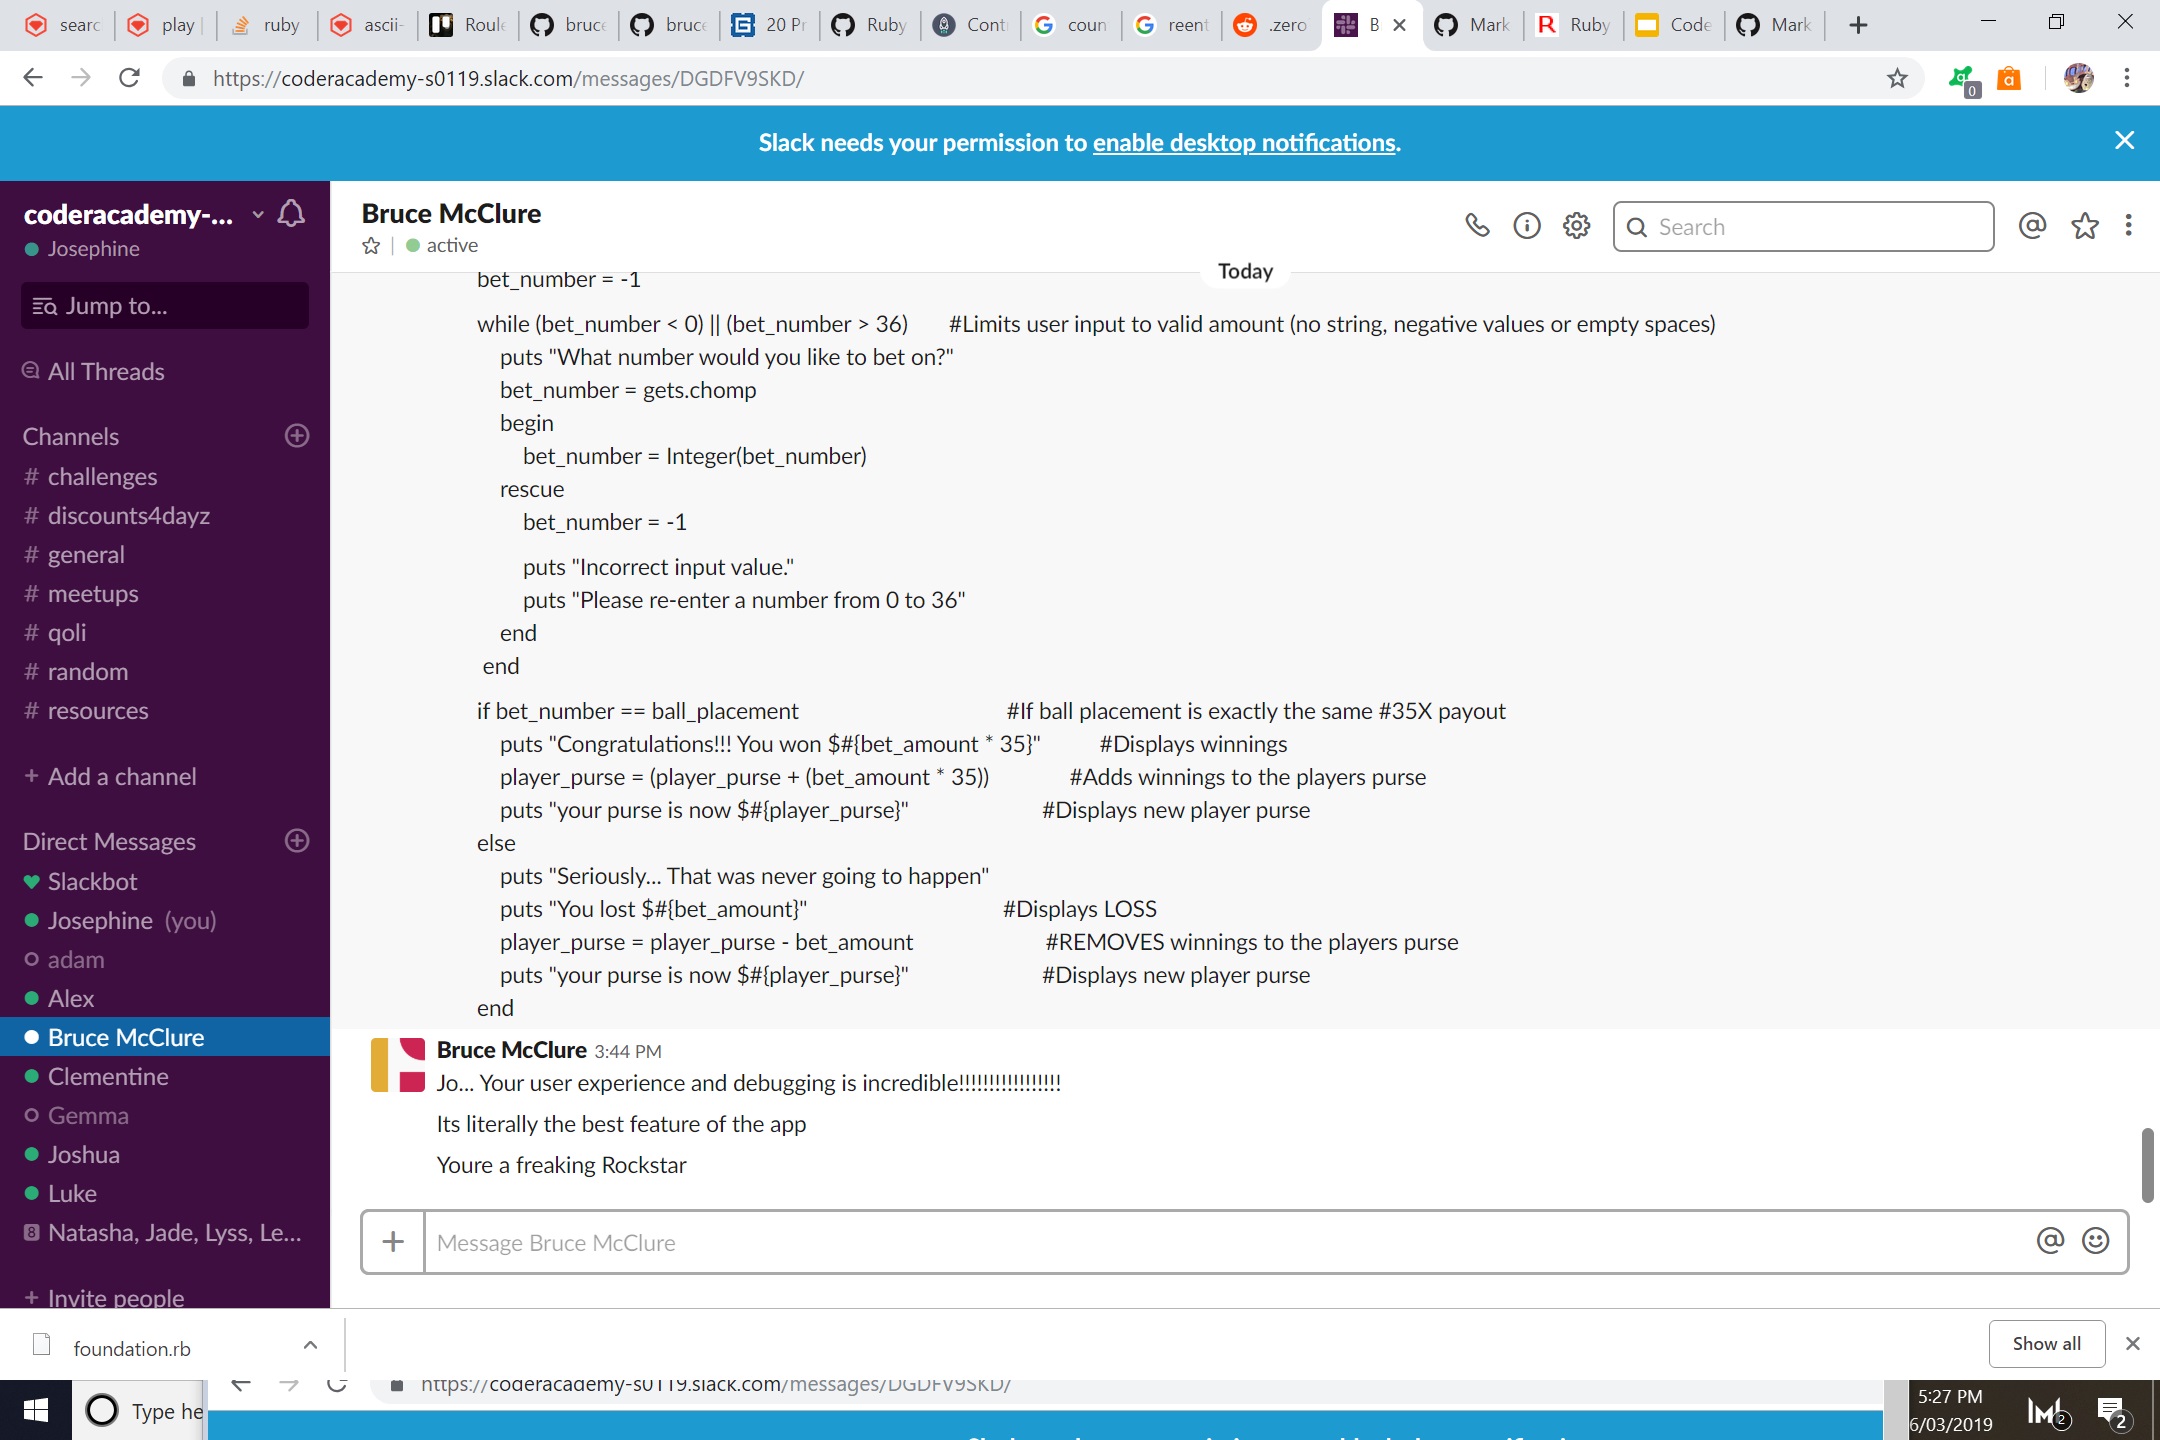 searc
play
ruby
ascii-
Roule
bruce
bruce
20 Pr
Ruby
Cont
coun
reent
.zero
B
Mark
Ruby
Code
Mark
https://coderacademy-s0119.slack.com/messages/DGDFV9SKD/
0
Slack needs your permission to enable desktop notifications.
coderacademy-...
Josephine
Jump to...
All Threads
Channels
# challenges
# discounts4dayz
# general
# meetups
# qoli
# random
# resources
+ Add a channel
Direct Messages
Slackbot
Josephine (you)
adam
Alex
Bruce McClure
Clementine
Gemma
Joshua
Luke
8 Natasha, Jade, Lyss, Le...
+ Invite people
Bruce McClure
active
Search
Today
bet_number = -1
while (bet_number < 0) || (bet_number > 36) #Limits user input to valid amount (no string, negative values or empty spaces)
puts "What number would you like to bet on?"
bet_number = gets.chomp
begin
bet_number = Integer(bet_number)
rescue
bet_number = -1
puts "Incorrect input value."
puts "Please re-enter a number from 0 to 36"
end
end
if bet_number == ball_placement #If ball placement is exactly the same #35X payout
puts "Congratulations!!! You won $#{bet_amount * 35}" #Displays winnings
player_purse = (player_purse + (bet_amount * 35)) #Adds winnings to the players purse
puts "your purse is now $#{player_purse}" #Displays new player purse
else
puts "Seriously... That was never going to happen"
puts "You lost $#{bet_amount}" #Displays LOSS
player_purse = player_purse - bet_amount #REMOVES winnings to the players purse
puts "your purse is now $#{player_purse}" #Displays new player purse
end
Bruce McClure 3:44 PM
Jo... Your user experience and debugging is incredible!!!!!!!!!!!!!!!!!
Its literally the best feature of the app
Youre a freaking Rockstar
Message Bruce McClure
foundation.rb
Show all
https://coderacademy-s0119.slack.com/messages/DGDFV9SKD/
Type he
5:27 PM
6/03/2019
2
2